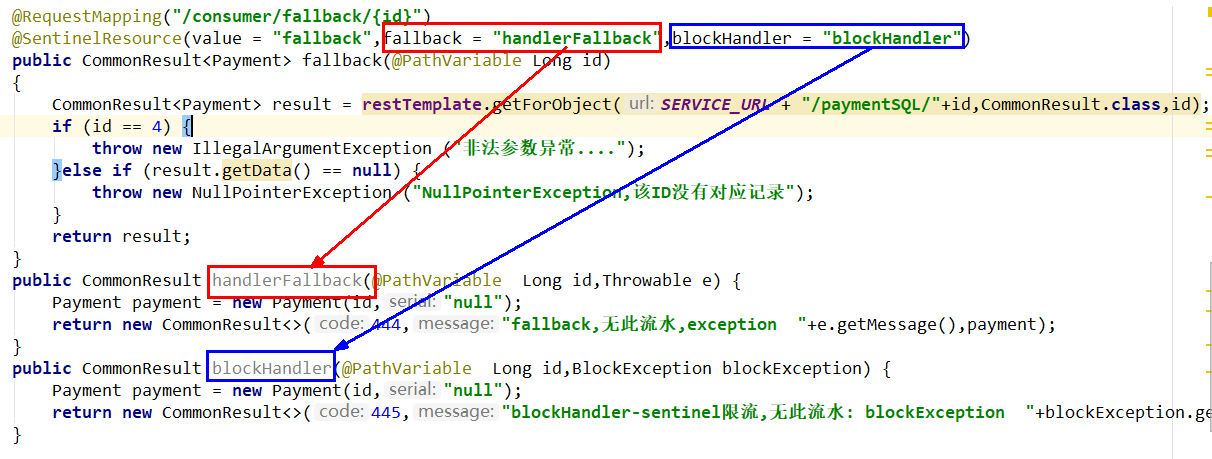 @RequestMapping("/consumer/fallback/{id}")
@SentinelResource(value = "fallback",fallback = "handlerFallback",blockHandler = "blockHandler")
public CommonResult<Payment> fallback(@PathVariable Long id)
{
    CommonResult<Payment> result = restTemplate.getForObject( url: SERVICE_URL + "/paymentSQL/"+id,CommonResult.class,id);
    if (id == 4) {
        throw new IllegalArgumentException ("非法参数异常....");
    }else if (result.getData() == null) {
        throw new NullPointerException ("NullPointerException,该ID没有对应记录");
    }
    return result;
}
public CommonResult handlerFallback(@PathVariable  Long id,Throwable e) {
    Payment payment = new Payment(id, serial: "null");
    return new CommonResult<>( code: 444, message: "fallback,无此流水,exception  "+e.getMessage(),payment);
}
public CommonResult blockHandler(@PathVariable  Long id,BlockException blockException) {
    Payment payment = new Payment(id, serial: "null");
    return new CommonResult<>( code: 445, message: "blockHandler-sentinel限流,无此流水: blockException  "+blockException.ge
}